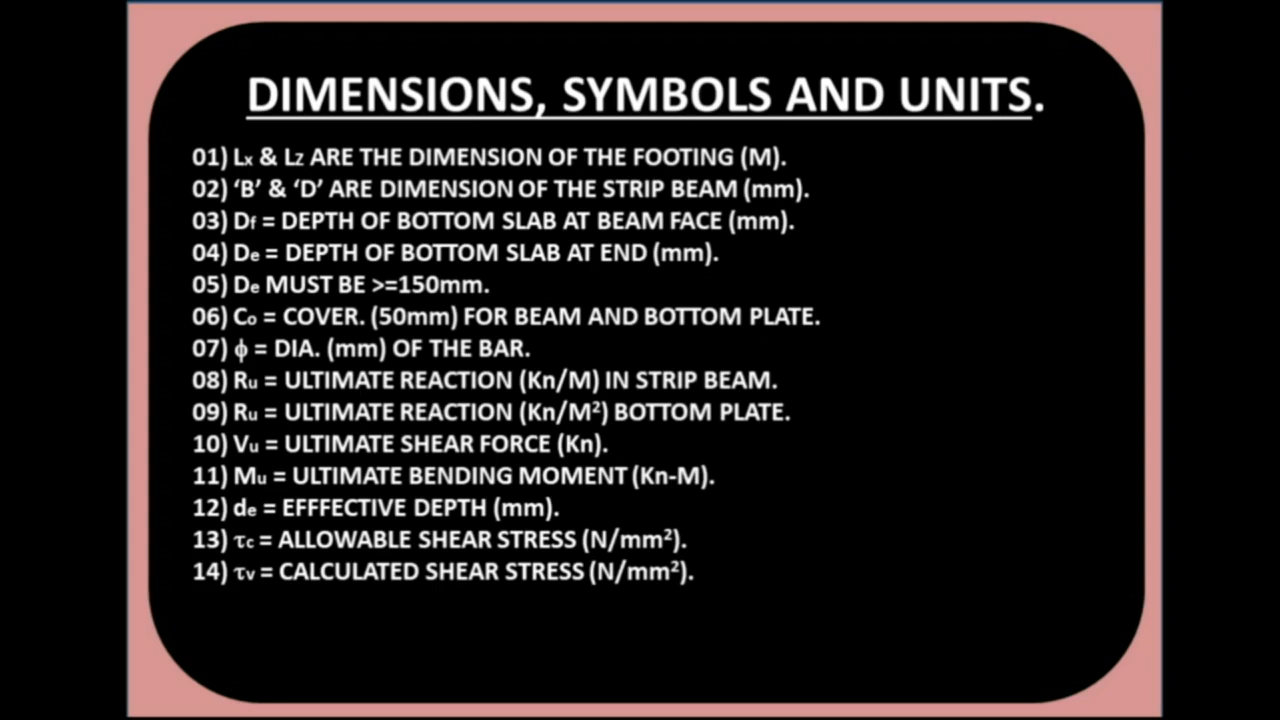 DIMENSIONS, SYMBOLS AND UNITS.
01) Lx & Lz ARE THE DIMENSION OF THE FOOTING (M).
02) ‘B’ & ‘D’ ARE DIMENSION OF THE STRIP BEAM (mm).
03) Df = DEPTH OF BOTTOM SLAB AT BEAM FACE (mm).
04) De = DEPTH OF BOTTOM SLAB AT END (mm).
05) De MUST BE >=150mm.
06) Co = COVER. (50mm) FOR BEAM AND BOTTOM PLATE.
07) ϕ = DIA. (mm) OF THE BAR.
08) Ru = ULTIMATE REACTION (Kn/M) IN STRIP BEAM.
09) Ru = ULTIMATE REACTION (Kn/M²) BOTTOM PLATE.
10) Vu = ULTIMATE SHEAR FORCE (Kn).
11) Mu = ULTIMATE BENDING MOMENT (Kn-M).
12) de = EFFFECTIVE DEPTH (mm).
13) τc = ALLOWABLE SHEAR STRESS (N/mm²).
14) τv = CALCULATED SHEAR STRESS (N/mm²).